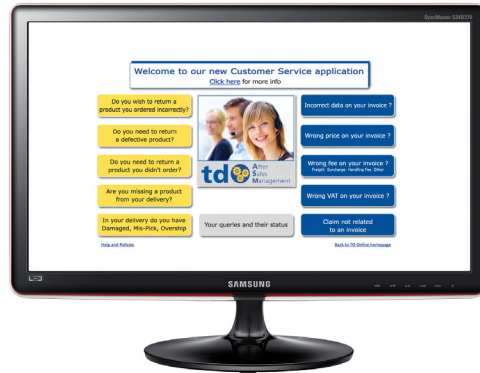 SyncMaster S24B370
Welcome to our new Customer Service application
Click here for more info
Do you wish to return a
product you ordered incorrectly?
Do you need to return
a defective product?
Do you need to return a
product you didn't order?
Are you missing a product
from your delivery?
In your delivery do you have
Damaged, Mis-Pick, Overship
td
After
Sales
Management
Your queries and their status
Incorrect data on your invoice ?
Wrong price on your invoice ?
Wrong fee on your invoice ?
Freight Surcharge Handling Fee Other
Wrong VAT on your invoice ?
Claim not related
to an invoice
Help and Policies
Back to TD Online homepage
LED
SAMSUNG